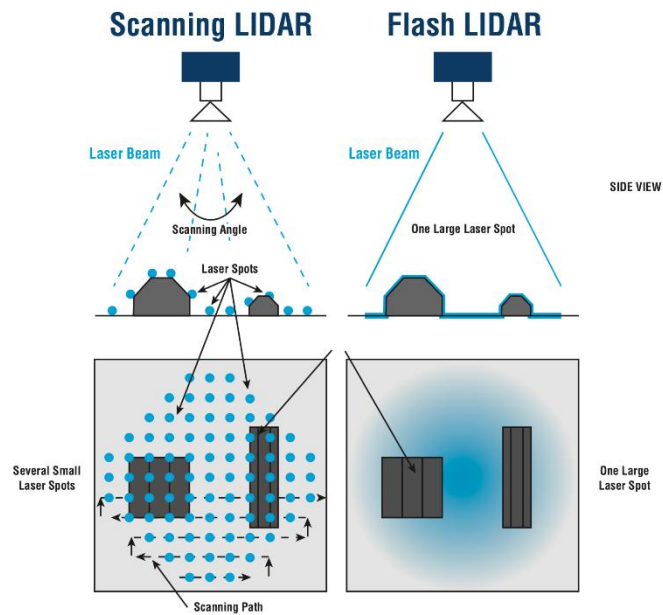 Scanning LIDAR
Flash LIDAR
Laser Beam
Laser Beam
SIDE VIEW
Scanning Angle
One Large Laser Spot
Laser Spots
Several Small
Laser Spots
One Large
Laser Spot
Scanning Path